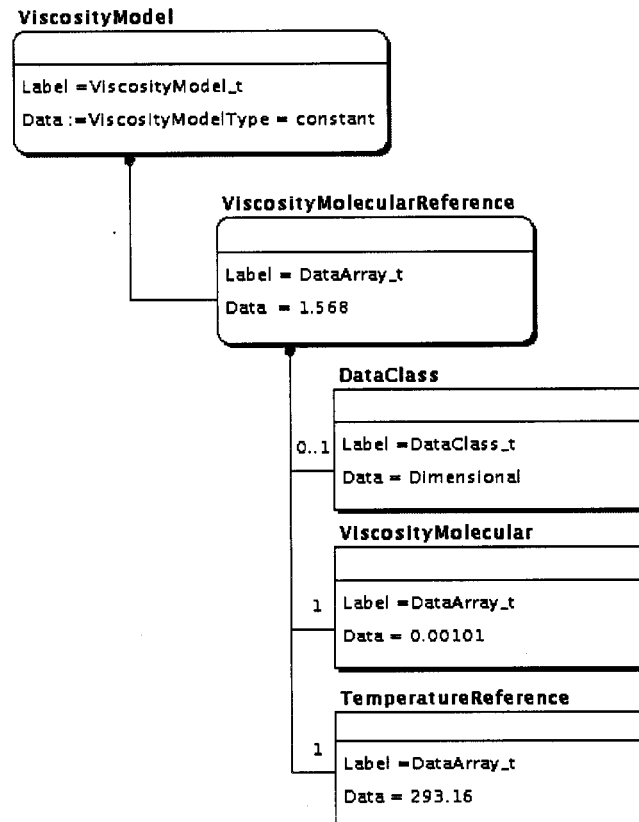 ViscosityModel
Label =ViscosityModel_t
Data :=ViscosityModelType = constant
ViscosityMolecularReference
Label = DataArray_t
Data = 1.568
DataClass
0..1
Label =DataClass_t
Data = Dimensional
ViscosityMolecular
1
Label =DataArray_t
Data = 0.00101
TemperatureReference
1
Label =DataArray_t
Data = 293.16